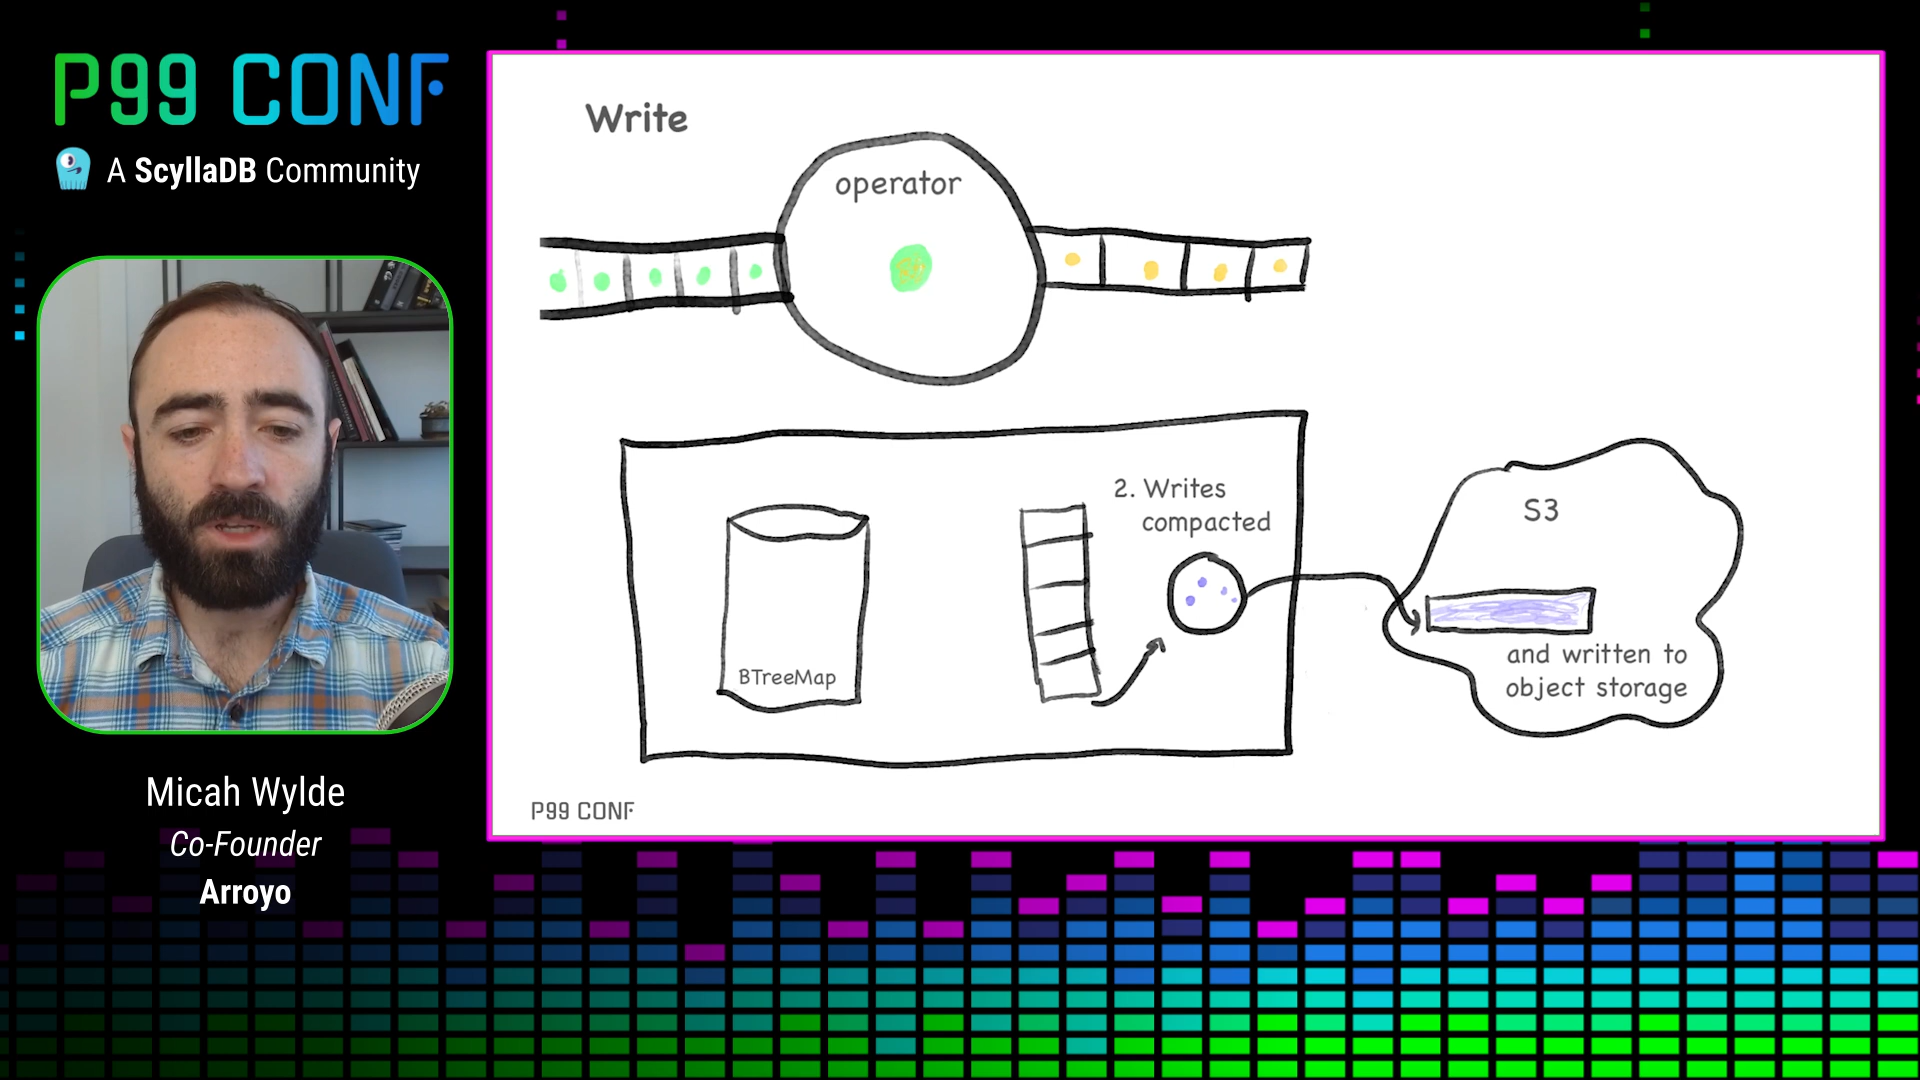 P99 CONF
A ScyllaDB Community
Micah Wylde
Co-Founder
Arroyo
Write
operator
2. Writes
compacted
BTreeMap
S3
and written to
object storage
P99 CONF